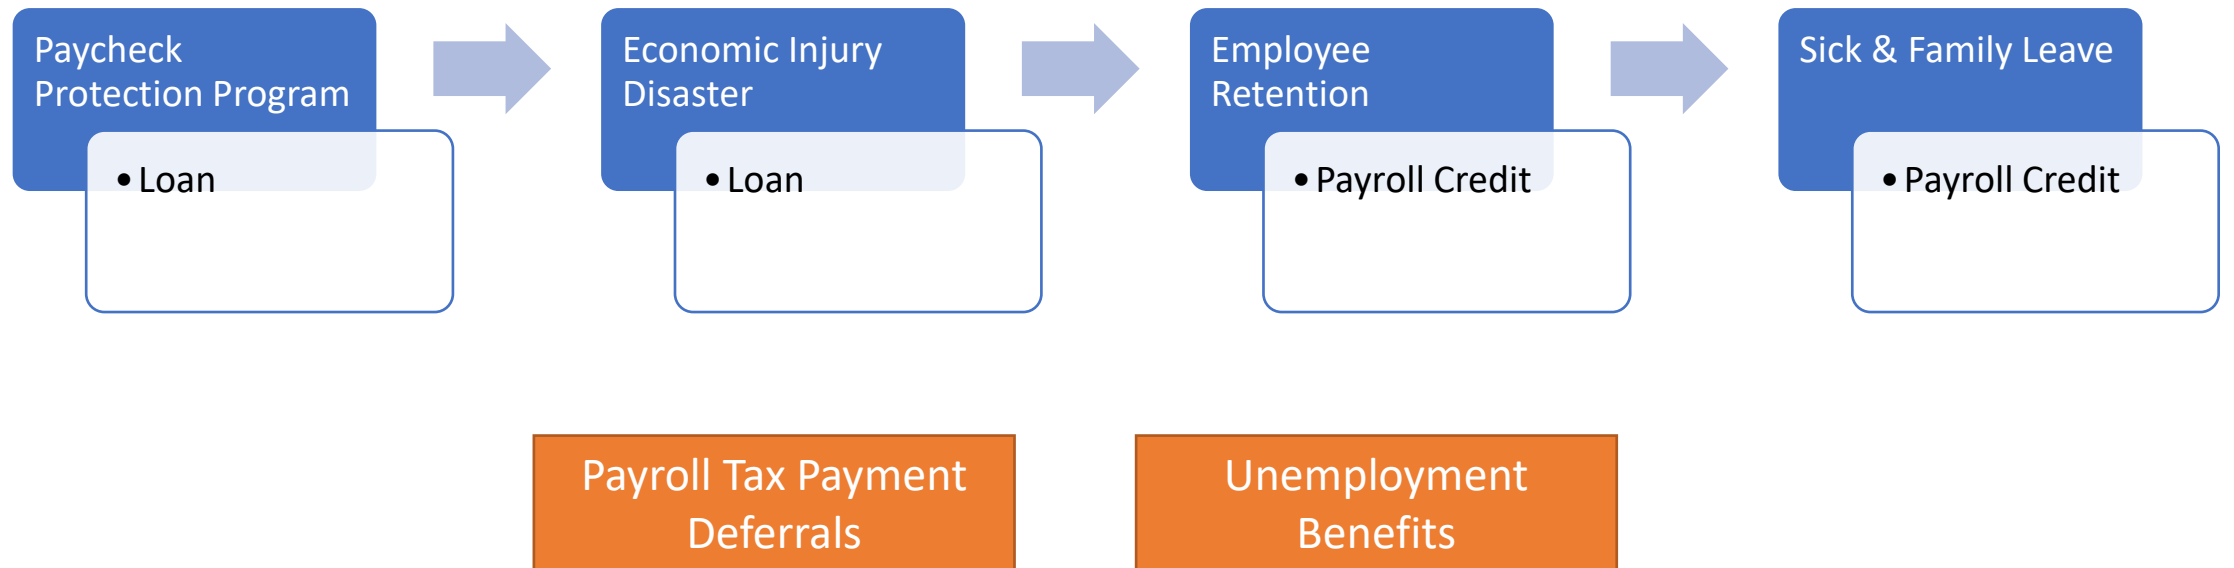 Paycheck
Protection Program
• Loan
Economic Injury
Disaster
• Loan
Employee
Retention
• Payroll Credit
Sick & Family Leave
• Payroll Credit
Payroll Tax Payment
Deferrals
Unemployment
Benefits